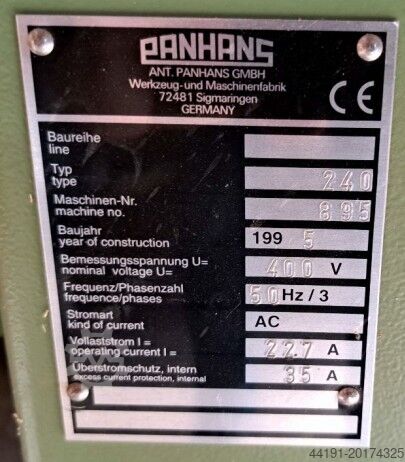 PANHANS
ANT. PANHANS GMBH
Werkzeug-und Maschinenfabrik
72481 Sigmaringen
GERMANY
CE
Baureihe
line
Typ
type 240
Maschinen-Nr.
machine no. 895
Baujahr
year of construction 199 5
Bemessungsspannung U=
nominal voltage U= 400 V
Frequenz/Phasenzahl
frequence/phases 50 Hz / 3
Stromart
kind of current AC
Vollaststrom I =
operating current I = 22,7 A
Überstromschutz, intern
excess current protection, internal 35 A
44191-20174325